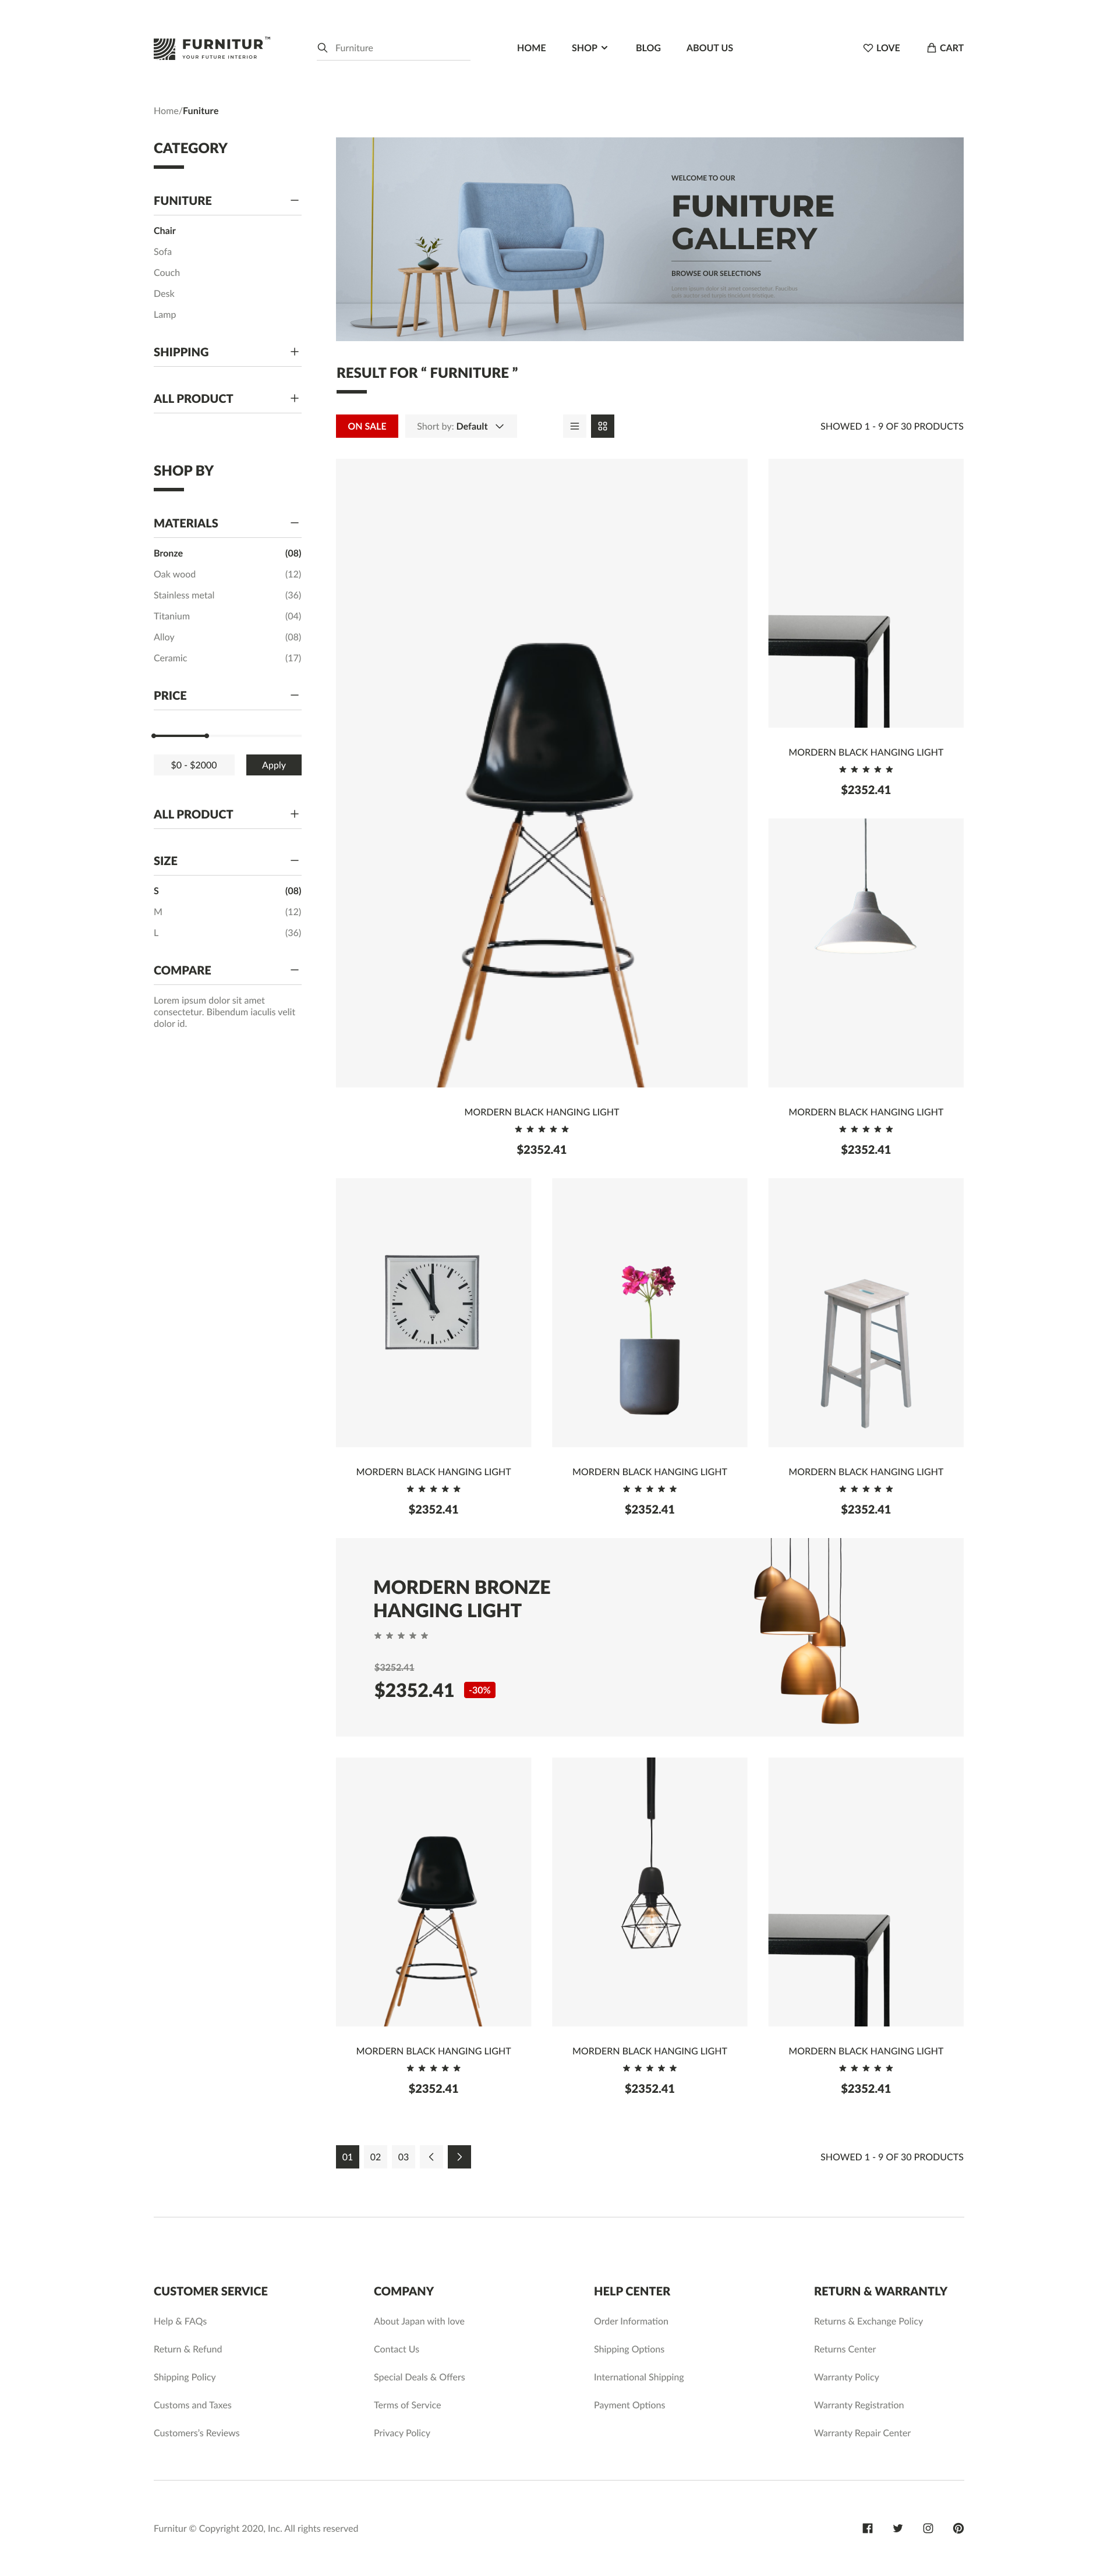 FURNITUR™
YOUR FUTURE INTERIOR
Furniture
HOME
SHOP
BLOG
ABOUT US
LOVE
CART
Home/Funiture
CATEGORY
FUNITURE
Chair
Sofa
Couch
Desk
Lamp
SHIPPING
ALL PRODUCT
SHOP BY
MATERIALS
Bronze (08)
Oak wood (12)
Stainless metal (36)
Titanium (04)
Alloy (08)
Ceramic (17)
PRICE
$0 - $2000
Apply
ALL PRODUCT
SIZE
S (08)
M (12)
L (36)
COMPARE
Lorem ipsum dolor sit amet
consectetur. Bibendum iaculis velit
dolor id.
WELCOME TO OUR
FUNITURE
GALLERY
BROWSE OUR SELECTIONS
Lorem ipsum dolor sit amet consectetur. Faucibus
RESULT FOR “ FURNITURE ”
ON SALE
Short by: Default
SHOWED 1 - 9 OF 30 PRODUCTS
MORDERN BLACK HANGING LIGHT
$2352.41
MORDERN BLACK HANGING LIGHT
$2352.41
MORDERN BLACK HANGING LIGHT
$2352.41
MORDERN BLACK HANGING LIGHT
$2352.41
MORDERN BLACK HANGING LIGHT
$2352.41
MORDERN BLACK HANGING LIGHT
$2352.41
MORDERN BRONZE
HANGING LIGHT
$3252.41
$2352.41
-30%
MORDERN BLACK HANGING LIGHT
$2352.41
MORDERN BLACK HANGING LIGHT
$2352.41
MORDERN BLACK HANGING LIGHT
$2352.41
01
02
03
SHOWED 1 - 9 OF 30 PRODUCTS
CUSTOMER SERVICE
Help & FAQs
Return & Refund
Shipping Policy
Customs and Taxes
Customers’s Reviews
COMPANY
About Japan with love
Contact Us
Special Deals & Offers
Terms of Service
Privacy Policy
HELP CENTER
Order Information
Shipping Options
International Shipping
Payment Options
RETURN & WARRANTLY
Returns & Exchange Policy
Returns Center
Warranty Policy
Warranty Registration
Warranty Repair Center
Furnitur © Copyright 2020, Inc. All rights reserved